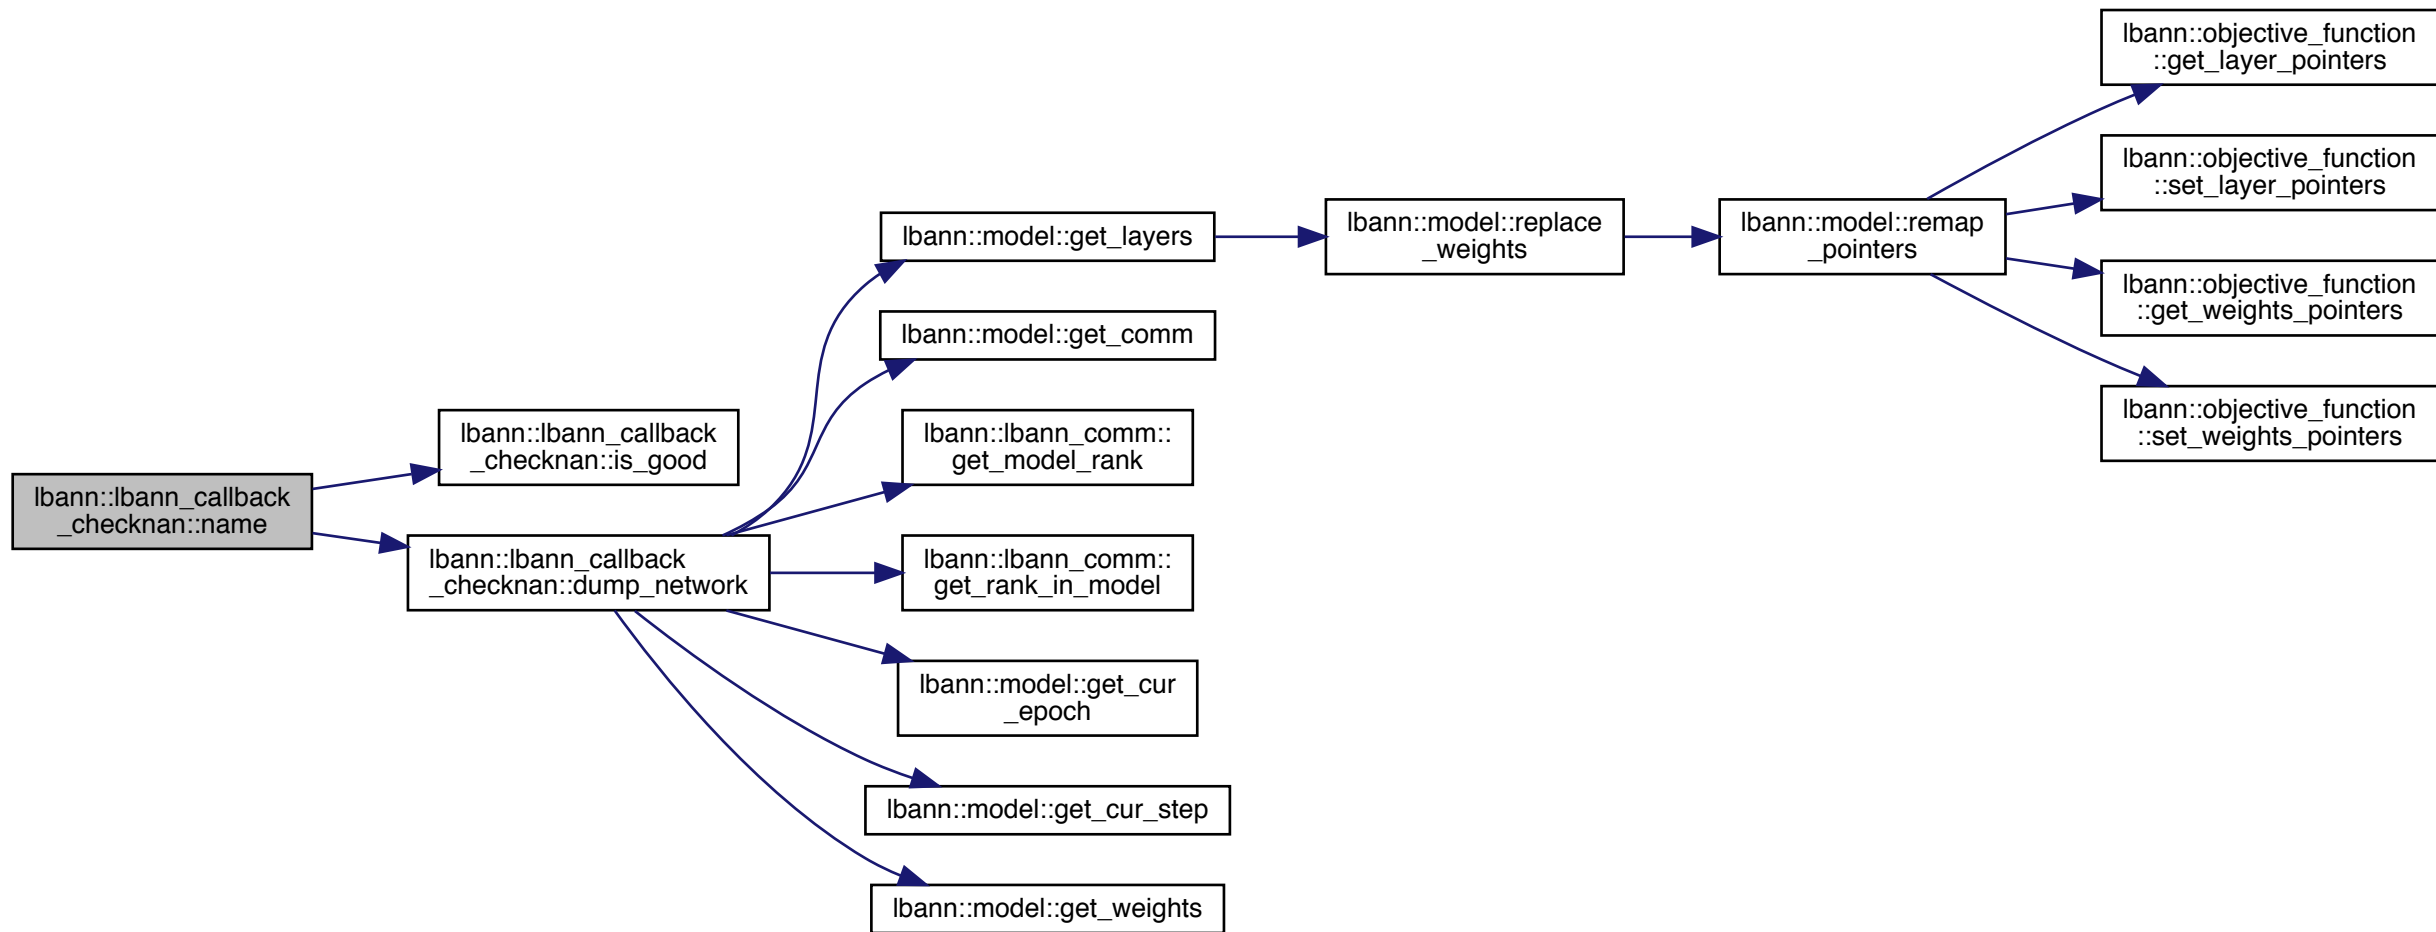 lbann::lbann_callback
_checknan::name
lbann::lbann_callback
_checknan::is_good
lbann::lbann_callback
_checknan::dump_network
lbann::model::get_layers
lbann::model::get_comm
lbann::lbann_comm::
get_model_rank
lbann::lbann_comm::
get_rank_in_model
lbann::model::get_cur
_epoch
lbann::model::get_cur_step
lbann::model::get_weights
lbann::model::replace
_weights
lbann::model::remap
_pointers
lbann::objective_function
::get_layer_pointers
lbann::objective_function
::set_layer_pointers
lbann::objective_function
::get_weights_pointers
lbann::objective_function
::set_weights_pointers